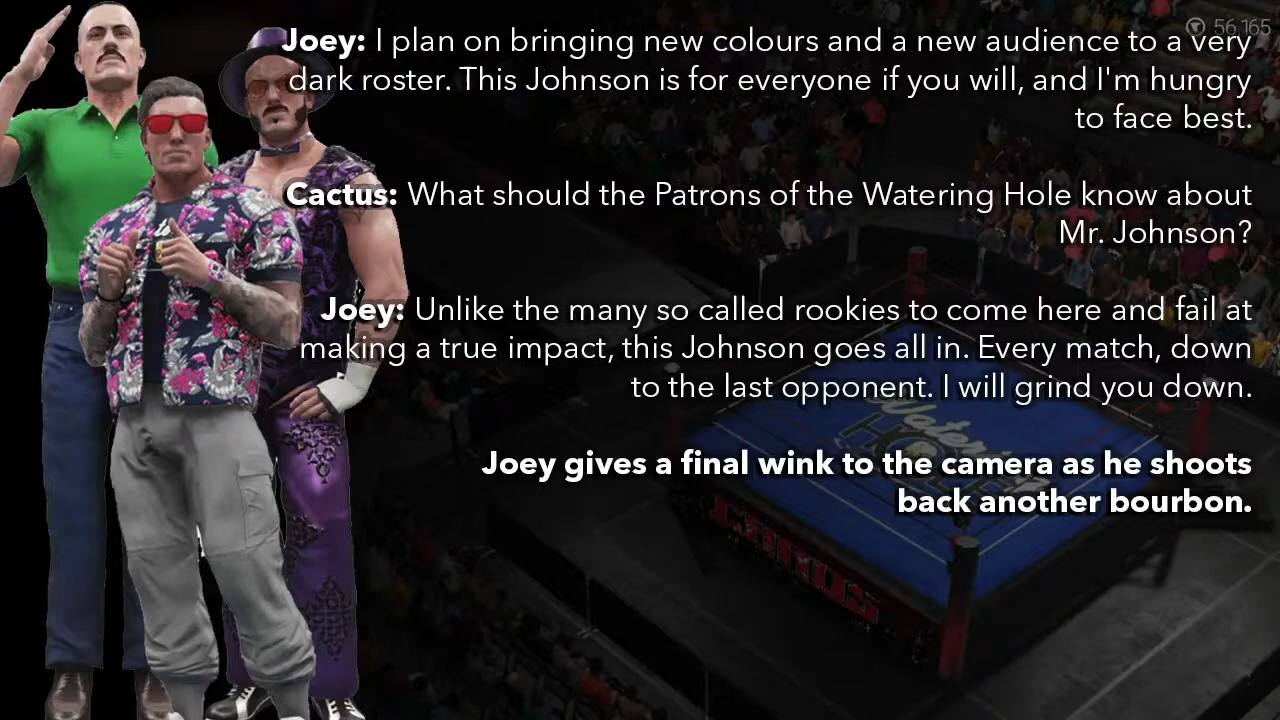 56,165
Joey: I plan on bringing new colours and a new audience to a very
dark roster. This Johnson is for everyone if you will, and I'm hungry
to face best.
Cactus: What should the Patrons of the Watering Hole know about
Mr. Johnson?
Joey: Unlike the many so called rookies to come here and fail at
making a true impact, this Johnson goes all in. Every match, down
to the last opponent. I will grind you down.
Joey gives a final wink to the camera as he shoots
back another bourbon.